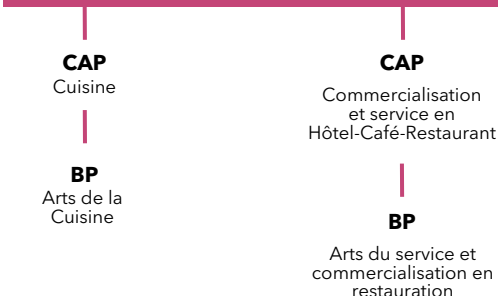 CAP
Cuisine
BP
Arts de la
Cuisine
CAP
Commercialisation
et service en
Hôtel-Café-Restaurant
BP
Arts du service et
commercialisation en
restauration